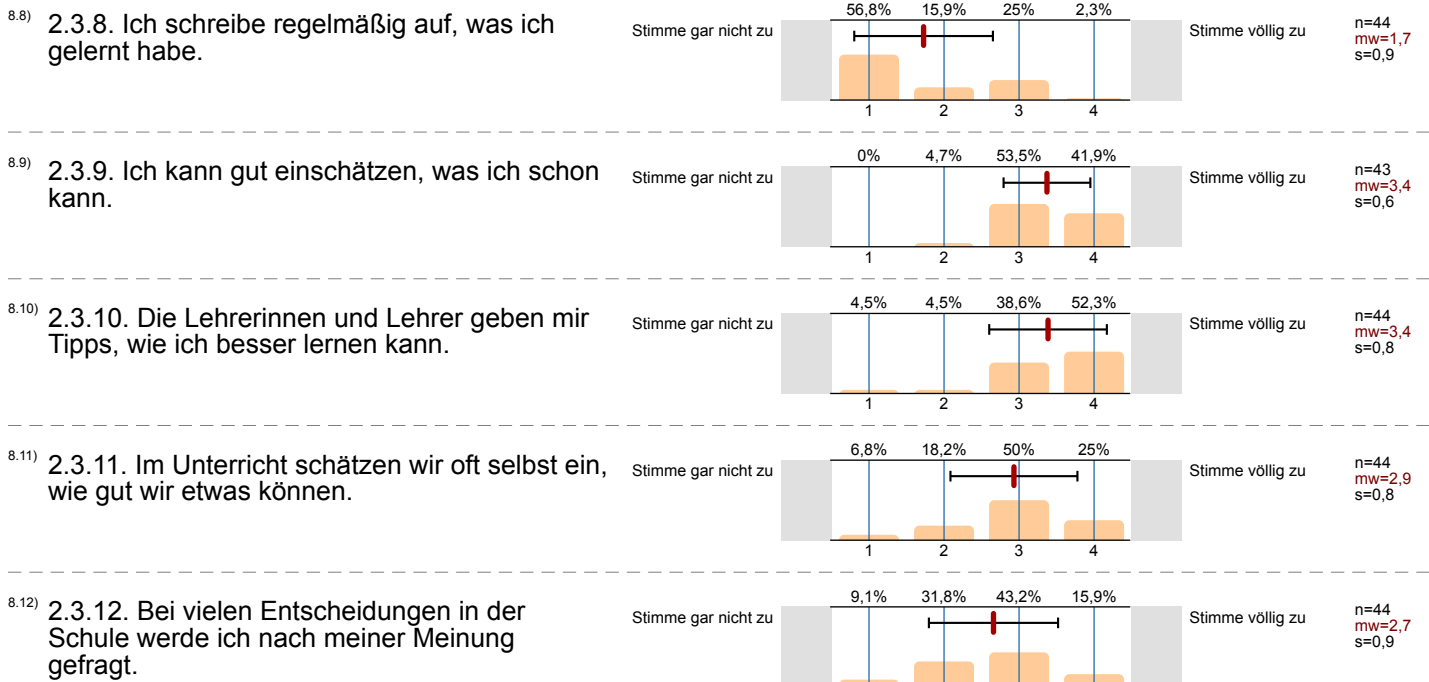 8.8) 2.3.8. Ich schreibe regelmäßig auf, was ich
gelernt habe.
Stimme gar nicht zu
56,8% 15,9% 25% 2,3%
1 2 3 4
Stimme völlig zu
n=44
mw=1,7
s=0,9
8.9) 2.3.9. Ich kann gut einschätzen, was ich schon
kann.
Stimme gar nicht zu
0% 4,7% 53,5% 41,9%
1 2 3 4
Stimme völlig zu
n=43
mw=3,4
s=0,6
8.10) 2.3.10. Die Lehrerinnen und Lehrer geben mir
Tipps, wie ich besser lernen kann.
Stimme gar nicht zu
4,5% 4,5% 38,6% 52,3%
1 2 3 4
Stimme völlig zu
n=44
mw=3,4
s=0,8
8.11) 2.3.11. Im Unterricht schätzen wir oft selbst ein,
wie gut wir etwas können.
Stimme gar nicht zu
6,8% 18,2% 50% 25%
1 2 3 4
Stimme völlig zu
n=44
mw=2,9
s=0,8
8.12) 2.3.12. Bei vielen Entscheidungen in der
Schule werde ich nach meiner Meinung
gefragt.
Stimme gar nicht zu
9,1% 31,8% 43,2% 15,9%
Stimme völlig zu
n=44
mw=2,7
s=0,9